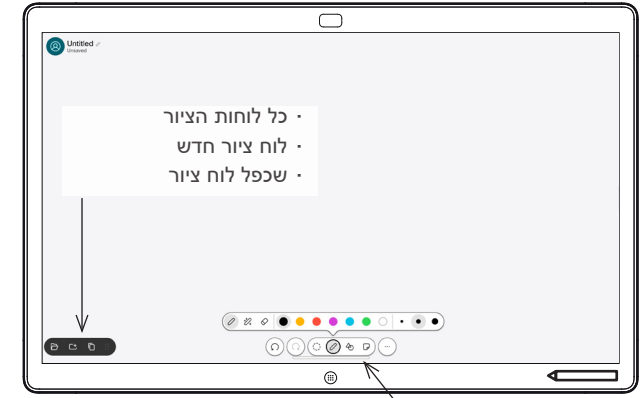 Untitled
Unsaved
· כל לוחות הציור
· לוח ציור חדש
· שכפל לוח ציור